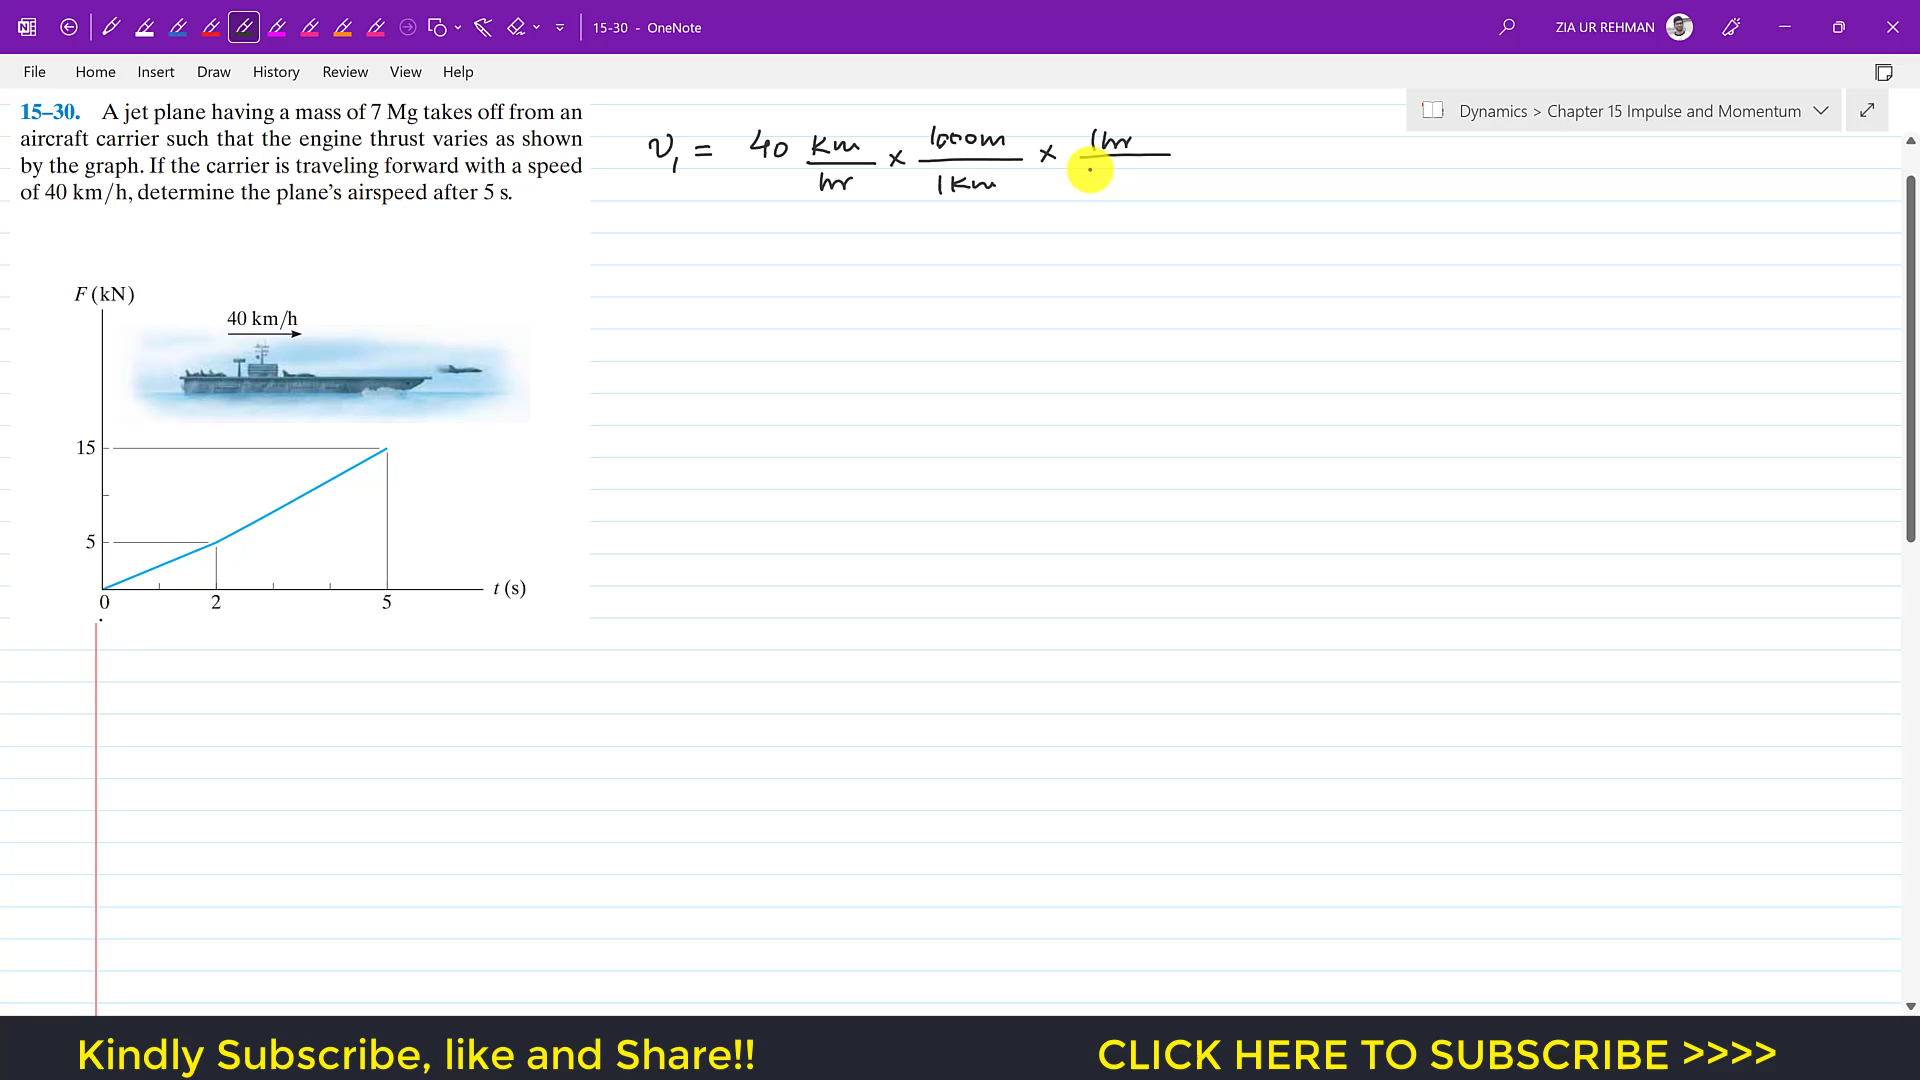 15-30 - OneNote
ZIA UR REHMAN
File Home Insert Draw History Review View Help
Dynamics > Chapter 15 Impulse and Momentum
15–30. A jet plane having a mass of 7 Mg takes off from an
aircraft carrier such that the engine thrust varies as shown
by the graph. If the carrier is traveling forward with a speed
of 40 km/h, determine the plane's airspeed after 5 s.
v₁ = 40 Km/hr × 1000m/1Km × 1hr/
F (kN)
40 km/h
15
5
t (s)
0 2 5
Kindly Subscribe, like and Share!!
CLICK HERE TO SUBSCRIBE >>>>